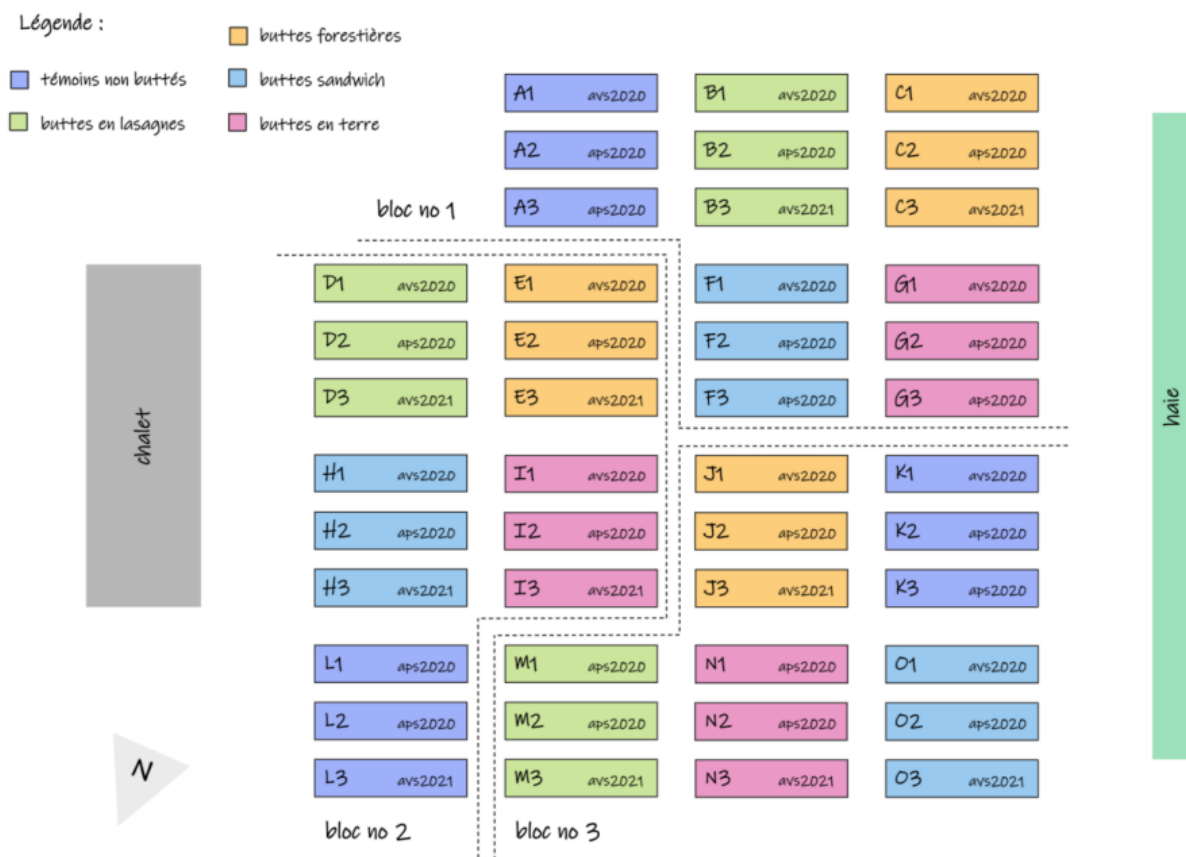 Légende :
témoins non buttés
buttes en lasagnes
buttes forestières
buttes sandwich
buttes en terre
A1 avs2020
B1 avs2020
C1 avs2020
A2 aps2020
B2 aps2020
C2 aps2020
A3 aps2020
B3 avs2021
C3 avs2021
bloc no 1
D1 avs2020
E1 avs2020
F1 avs2020
G1 avs2020
D2 aps2020
E2 aps2020
F2 aps2020
G2 aps2020
D3 avs2021
E3 avs2021
F3 aps2020
G3 aps2020
chalet
haie
H1 avs2020
I1 avs2020
J1 avs2020
K1 avs2020
H2 aps2020
I2 aps2020
J2 aps2020
K2 aps2020
H3 avs2021
I3 avs2021
J3 avs2021
K3 aps2020
L1 aps2020
M1 aps2020
N1 aps2020
O1 avs2020
L2 aps2020
M2 aps2020
N2 aps2020
O2 aps2020
L3 avs2021
M3 avs2021
N3 avs2021
O3 avs2021
N
bloc no 2
bloc no 3